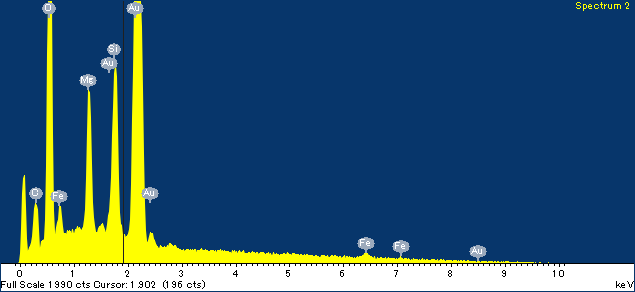 Spectrum 2
O Au
Si
Au
Mg
O Fe Au
Fe Fe Au
0 1 2 3 4 5 6 7 8 9 10
Full Scale 1990 cts Cursor: 1.902 (196 cts) keV